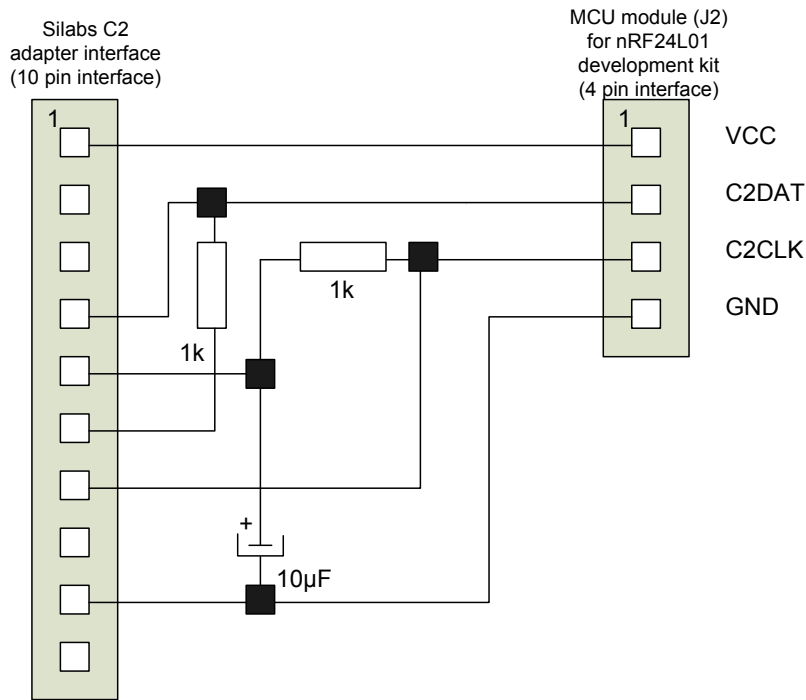 Silabs C2
adapter interface
(10 pin interface)
MCU module (J2)
for nRF24L01
development kit
(4 pin interface)
1
1
VCC
C2DAT
C2CLK
GND
1k
1k
+
10µF